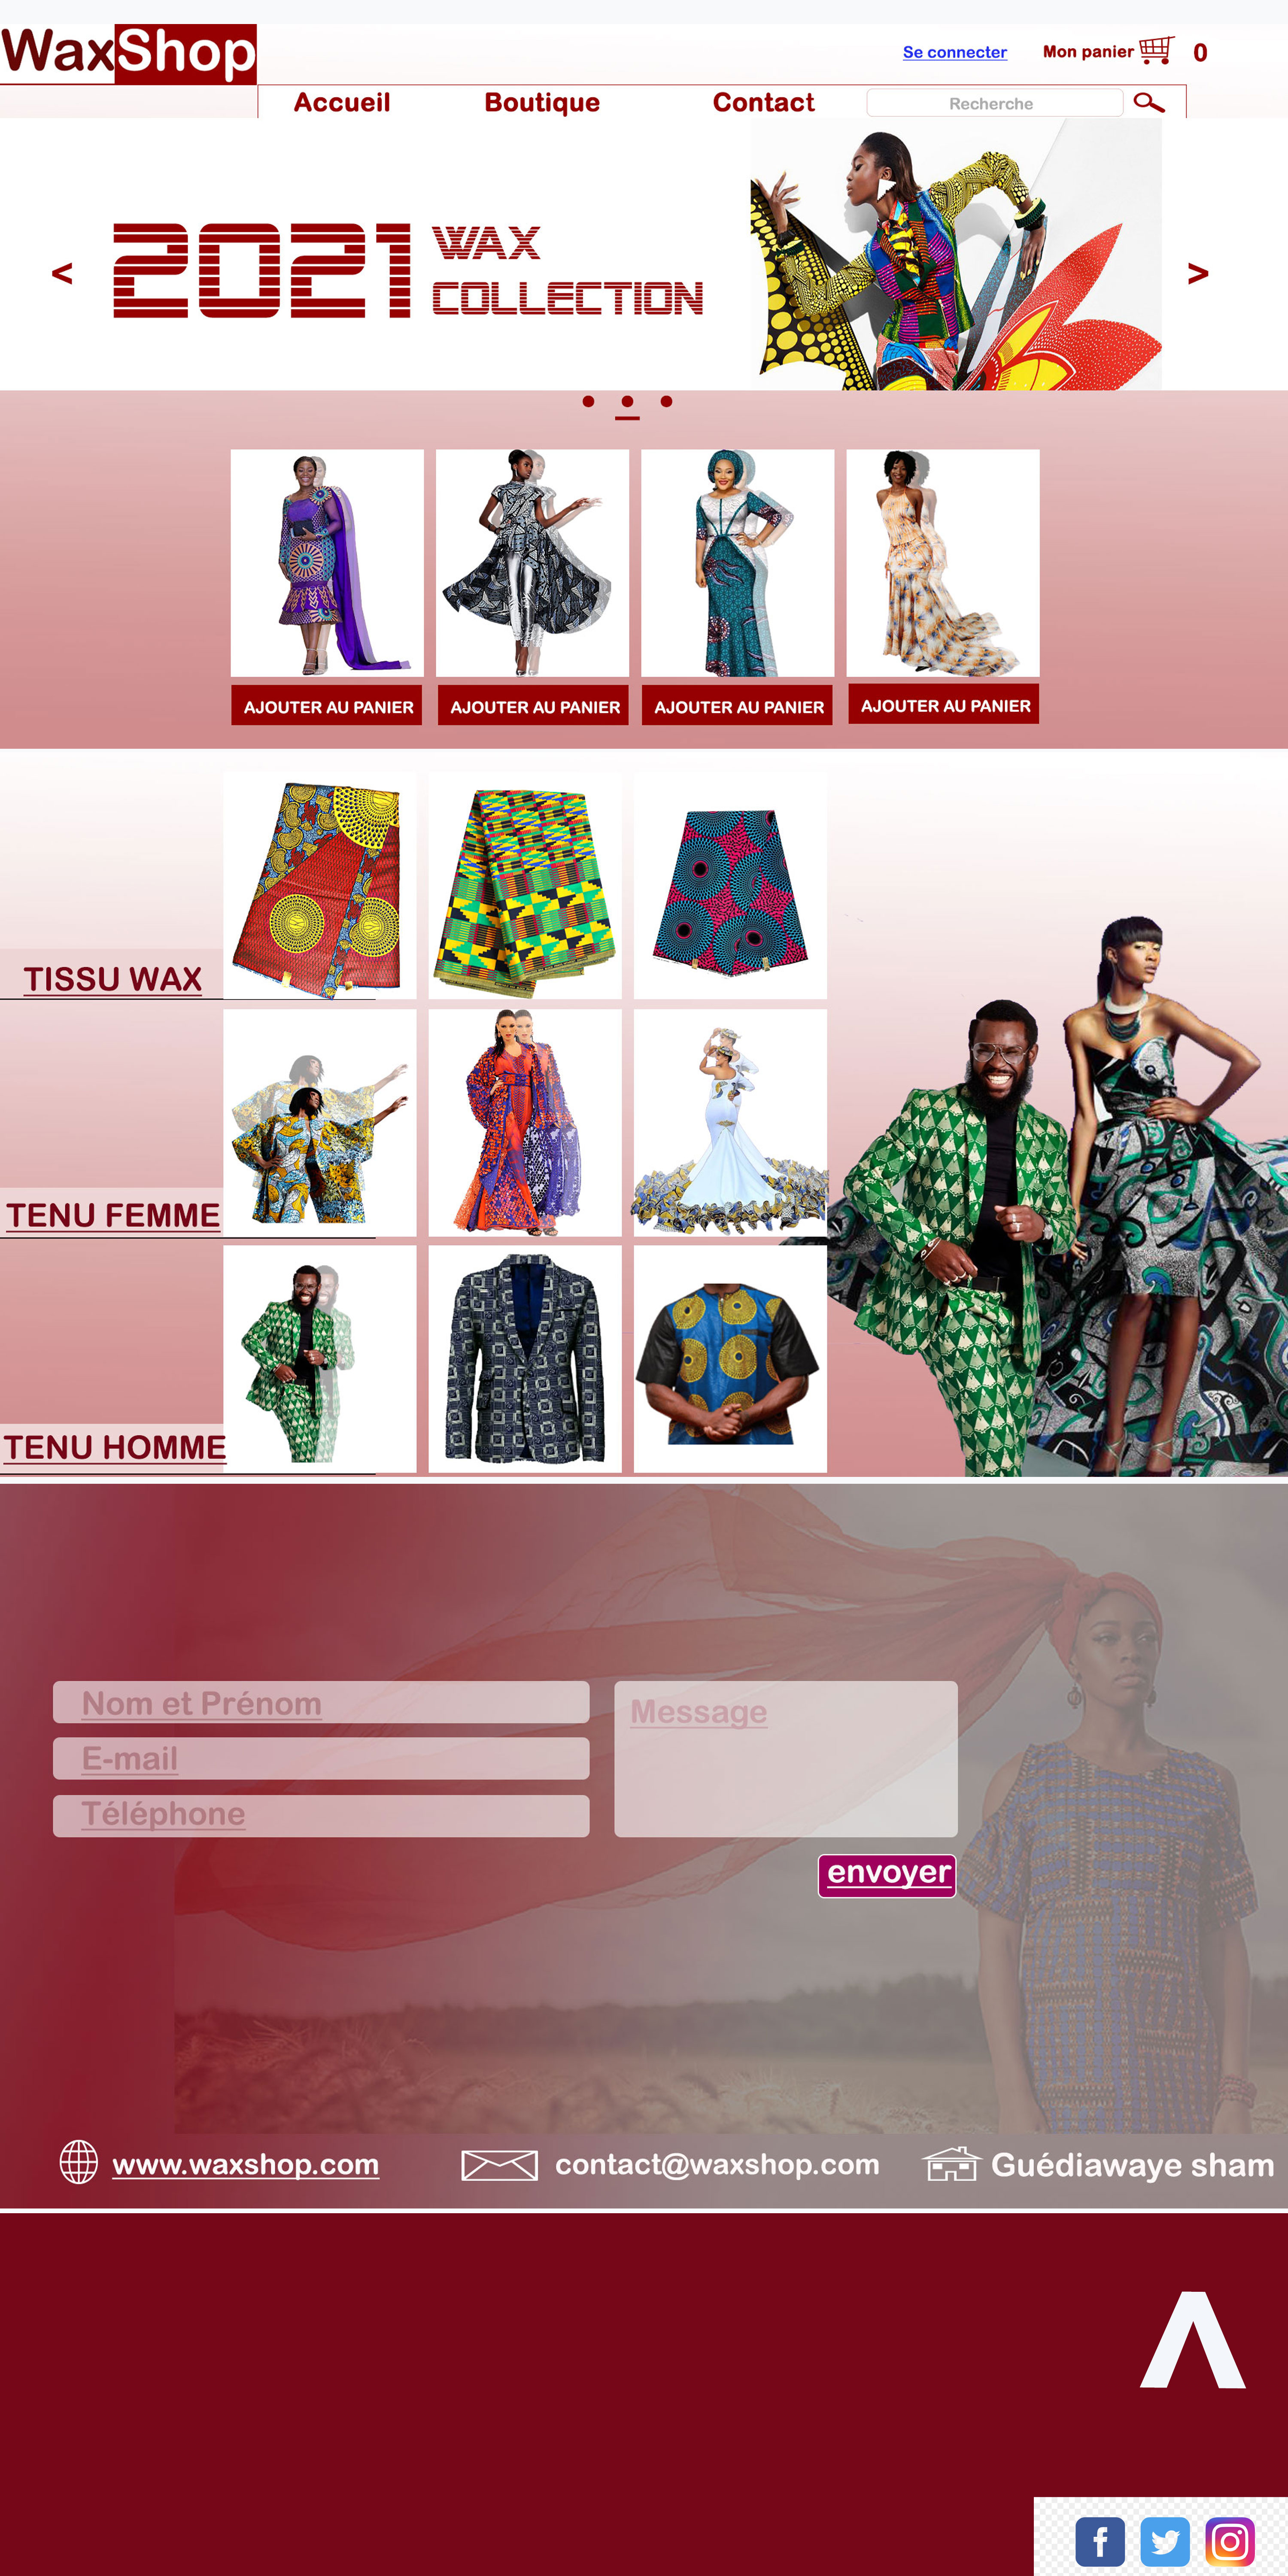 WaxShop
Se connecter
Mon panier 0
Accueil
Boutique
Contact
Recherche
<
2021
WAX
COLLECTION
>
AJOUTER AU PANIER
AJOUTER AU PANIER
AJOUTER AU PANIER
AJOUTER AU PANIER
TISSU WAX
TENU FEMME
TENU HOMME
Nom et Prénom
E-mail
Téléphone
Message
envoyer
www.waxshop.com
contact@waxshop.com
Guédiawaye sham